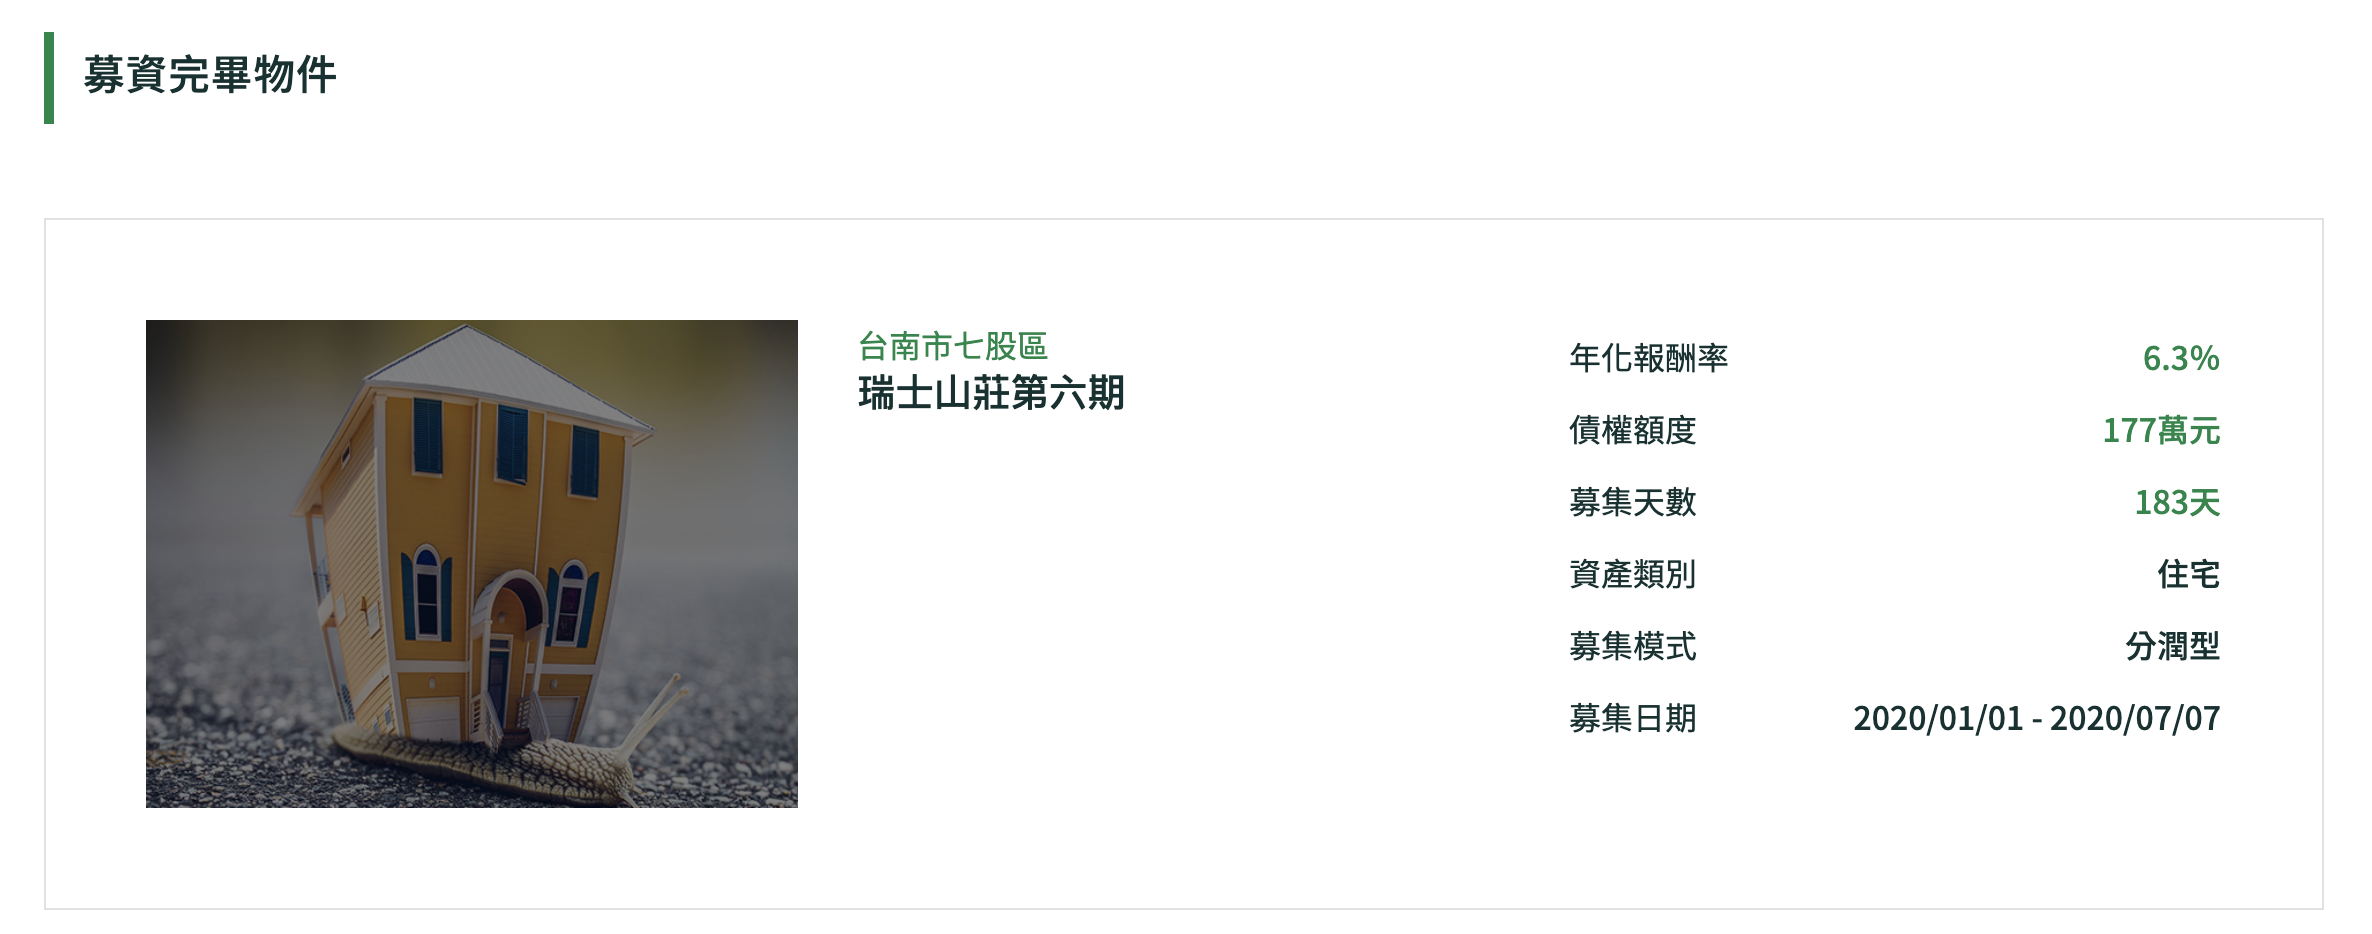 募資完畢物件
台南市七股區
瑞士山莊第六期
年化報酬率 6.3%
債權額度 177萬元
募集天數 183天
資產類別 住宅
募集模式 分潤型
募集日期 2020/01/01 - 2020/07/07